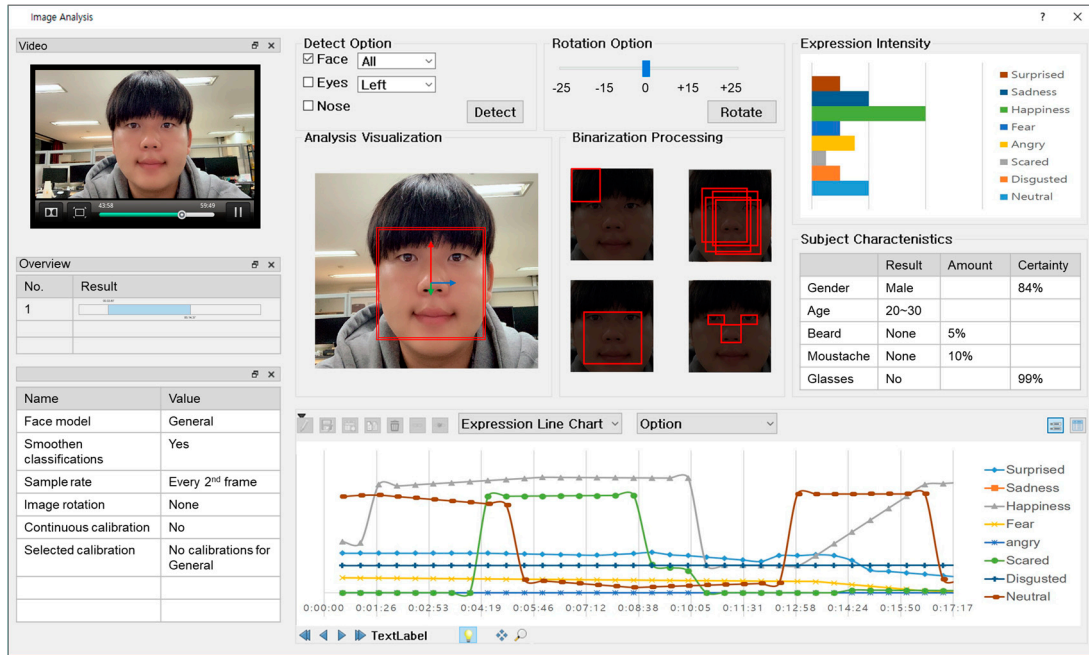 Image Analysis
? ×
Video
43:58 59:49
Overview
No. Result
1
Name Value
Face model General
Smoothen Yes
classifications
Sample rate Every 2nd frame
Image rotation None
Continuous calibration No
Selected calibration No calibrations for
General
Detect Option
Face All
Eyes Left
Nose
Detect
Rotation Option
-25 -15 0 +15 +25
Rotate
Analysis Visualization
Binarization Processing
Expression Intensity
Surprised
Sadness
Happiness
Fear
Angry
Scared
Disgusted
Neutral
Subject Characteristics
Result Amount Certainty
Gender Male 84%
Age 20~30
Beard None 5%
Moustache None 10%
Glasses No 99%
Expression Line Chart Option
Surprised
Sadness
Happiness
Fear
angry
Scared
Disgusted
Neutral
0:00:00 0:01:26 0:02:53 0:04:19 0:05:46 0:07:12 0:08:38 0:10:05 0:11:31 0:12:58 0:14:24 0:15:50 0:17:17
TextLabel